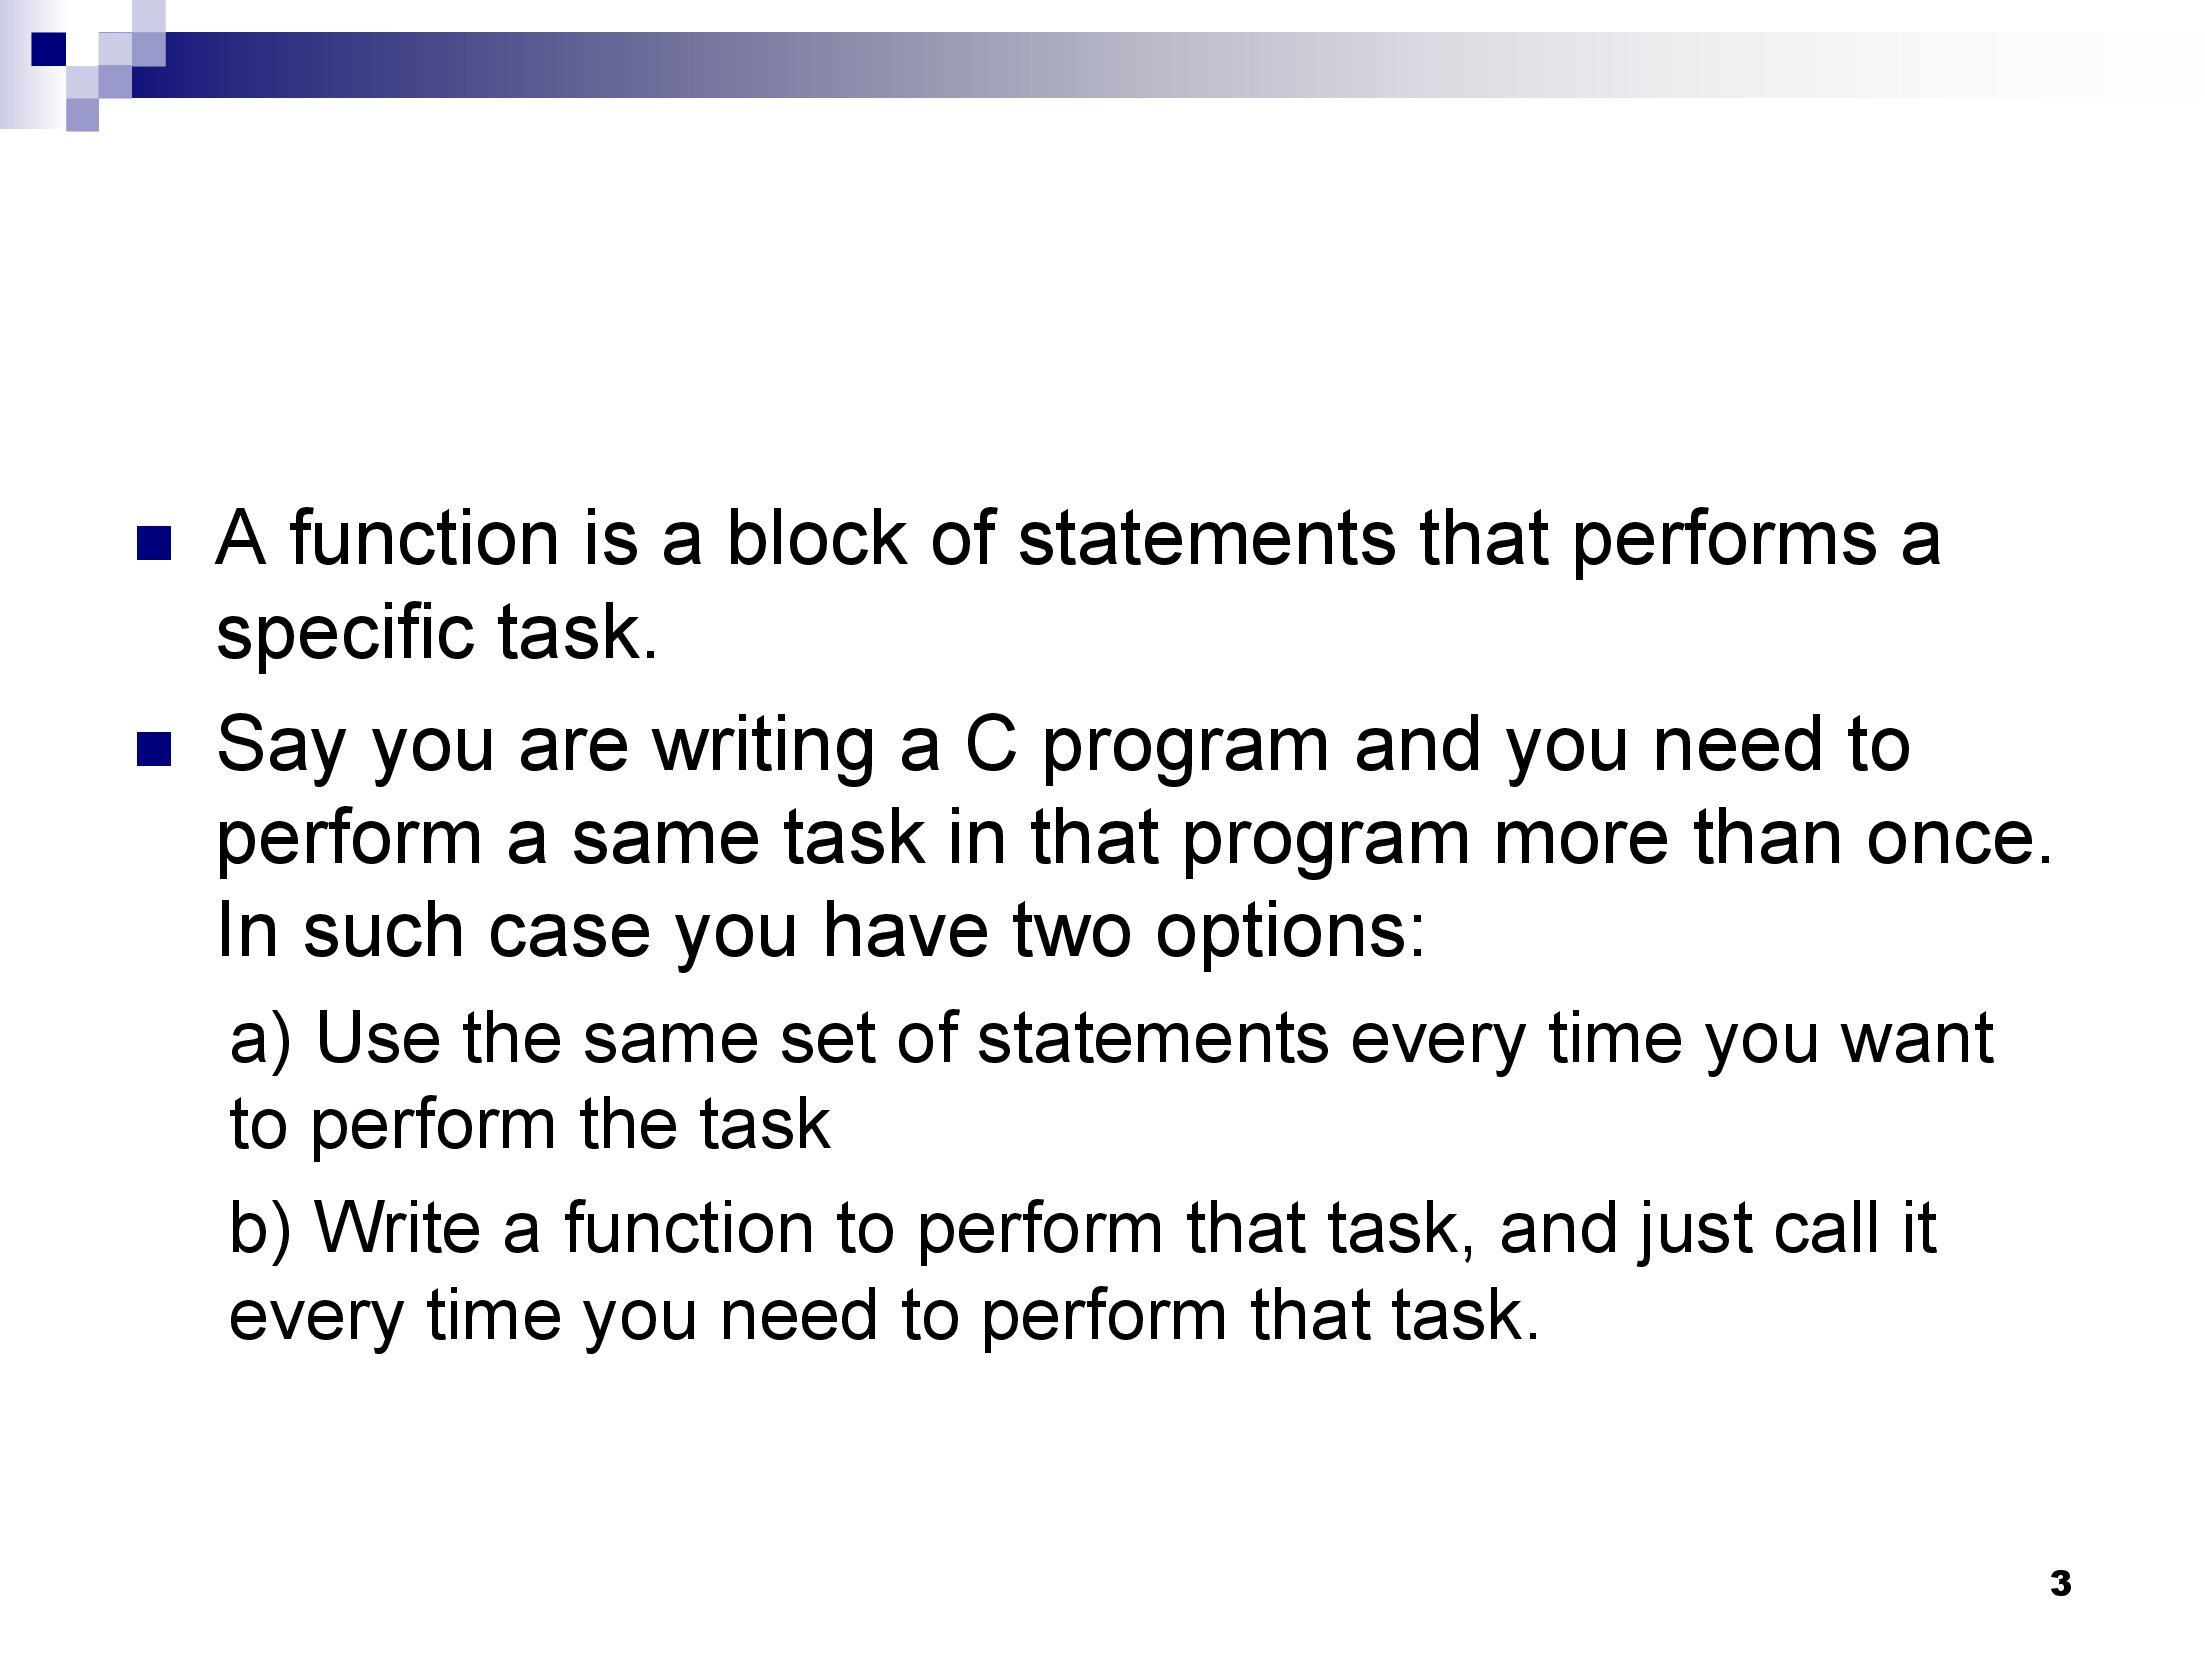 A function is a block of statements that performs a
specific task.
Say you are writing a C program and you need to
perform a same task in that program more than once.
In such case you have two options:
a) Use the same set of statements every time you want
to perform the task
b) Write a function to perform that task, and just call it
every time you need to perform that task.
3